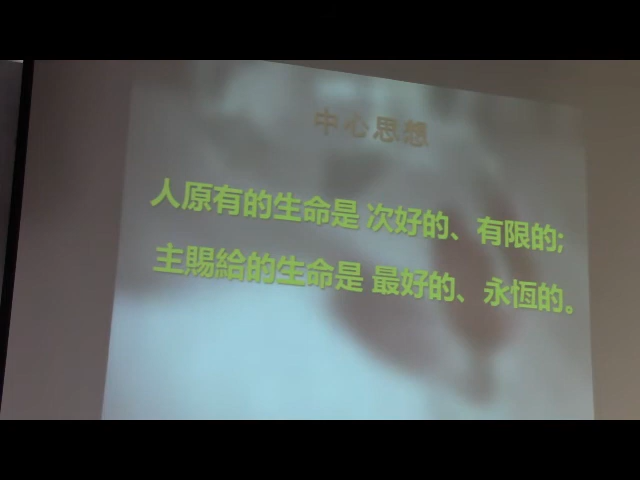 中心思想
人原有的生命是 次好的、有限的;
主賜給的生命是 最好的、永恆的。